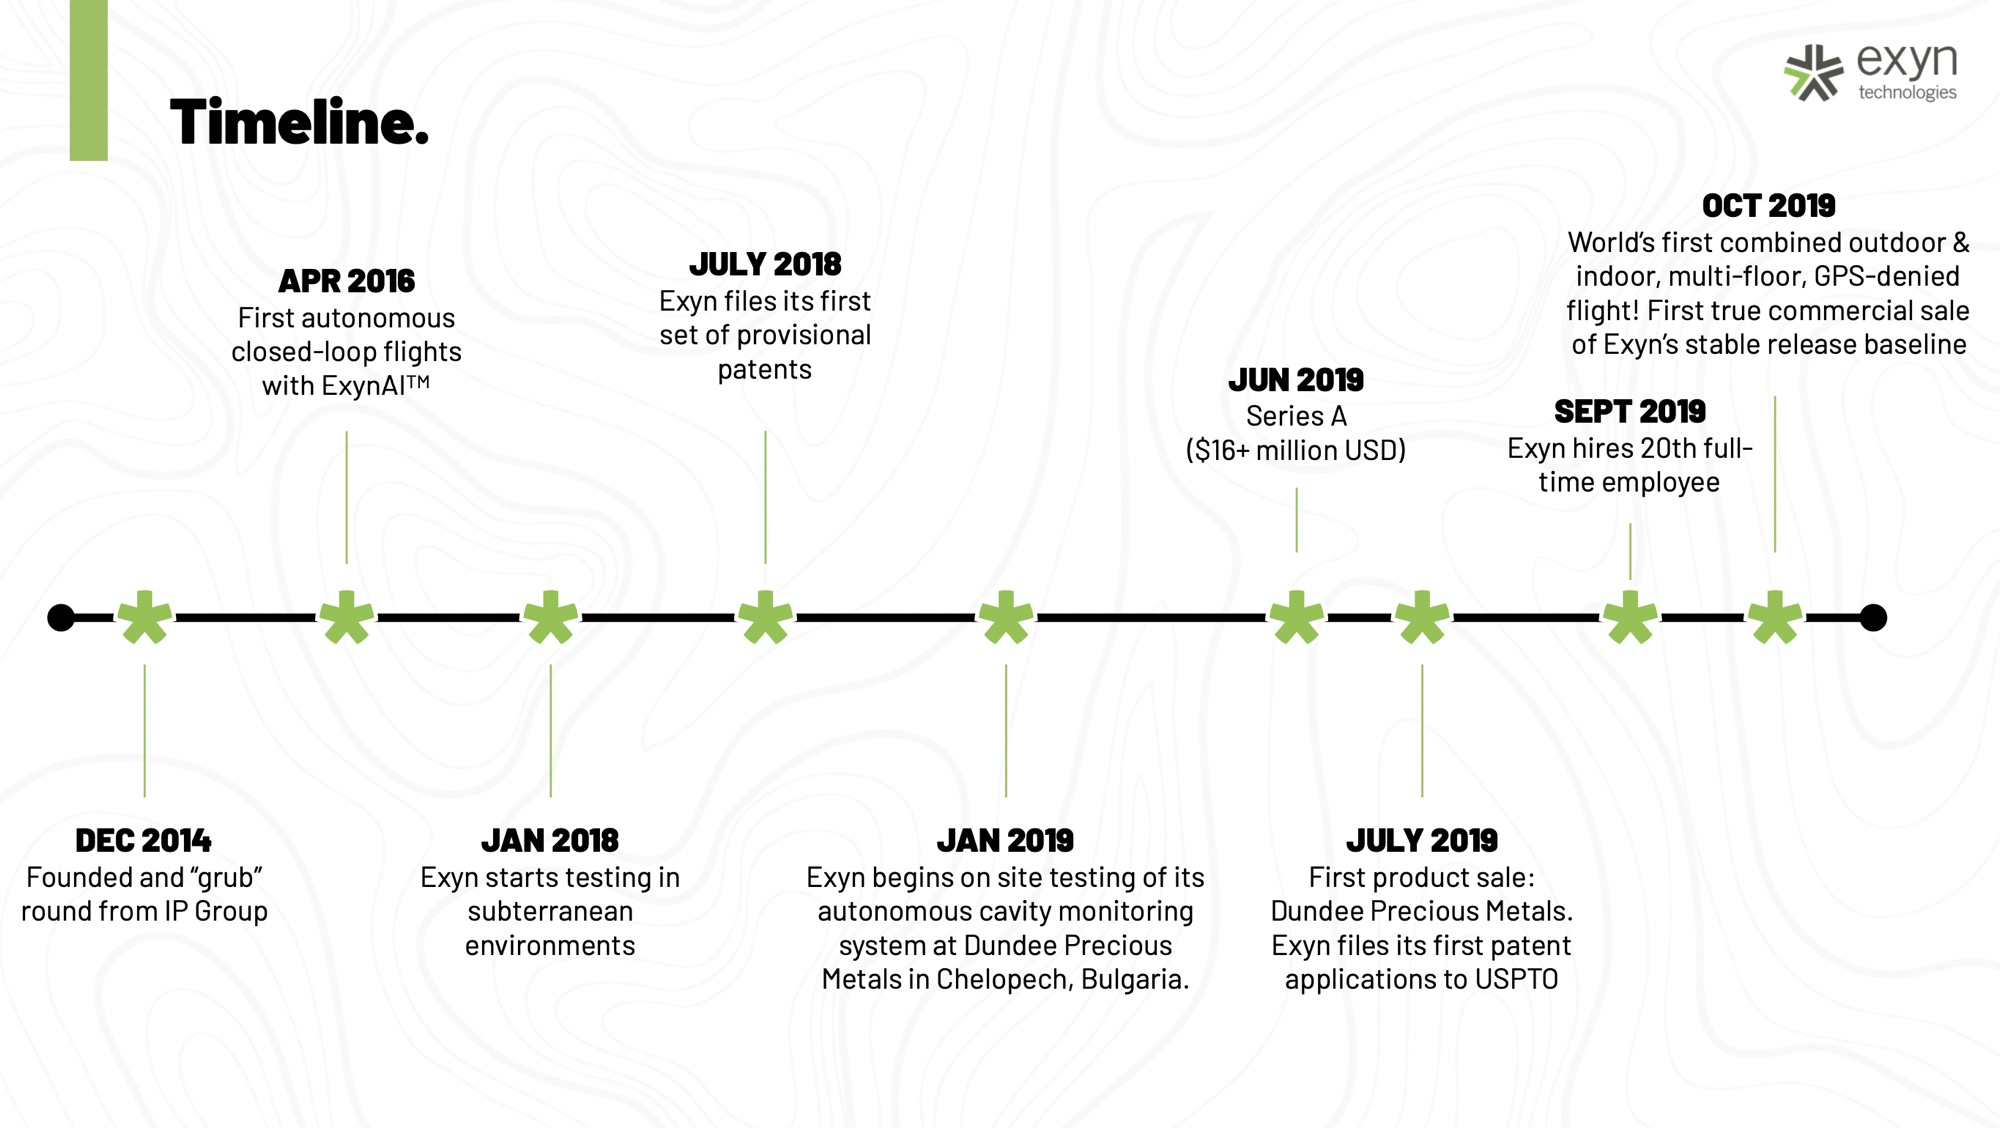 Timeline.
exyn
technologies
OCT 2019
World’s first combined outdoor &
indoor, multi-floor, GPS-denied
flight! First true commercial sale
of Exyn’s stable release baseline
JULY 2018
Exyn files its first
set of provisional
patents
APR 2016
First autonomous
closed-loop flights
with ExynAI™
JUN 2019
Series A
($16+ million USD)
SEPT 2019
Exyn hires 20th full-
time employee
DEC 2014
Founded and “grub”
round from IP Group
JAN 2018
Exyn starts testing in
subterranean
environments
JAN 2019
Exyn begins on site testing of its
autonomous cavity monitoring
system at Dundee Precious
Metals in Chelopech, Bulgaria.
JULY 2019
First product sale:
Dundee Precious Metals.
Exyn files its first patent
applications to USPTO